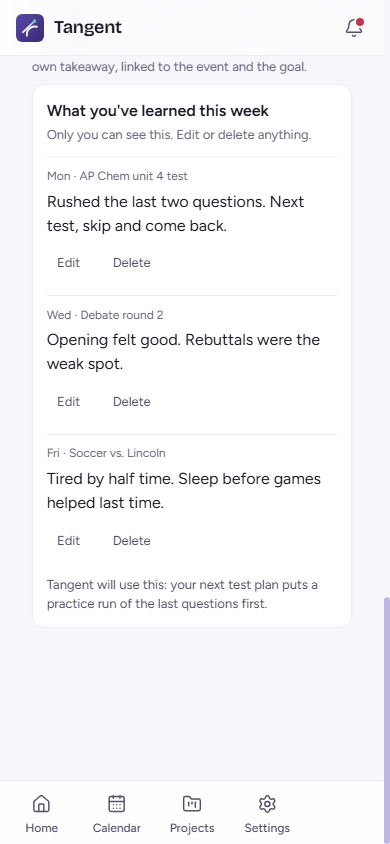 Tangent
own takeaway, linked to the event and the goal.
What you've learned this week
Only you can see this. Edit or delete anything.
Mon · AP Chem unit 4 test
Rushed the last two questions. Next
test, skip and come back.
Edit Delete
Wed · Debate round 2
Opening felt good. Rebuttals were the
weak spot.
Edit Delete
Fri · Soccer vs. Lincoln
Tired by half time. Sleep before games
helped last time.
Edit Delete
Tangent will use this: your next test plan puts a
practice run of the last questions first.
Home Calendar Projects Settings